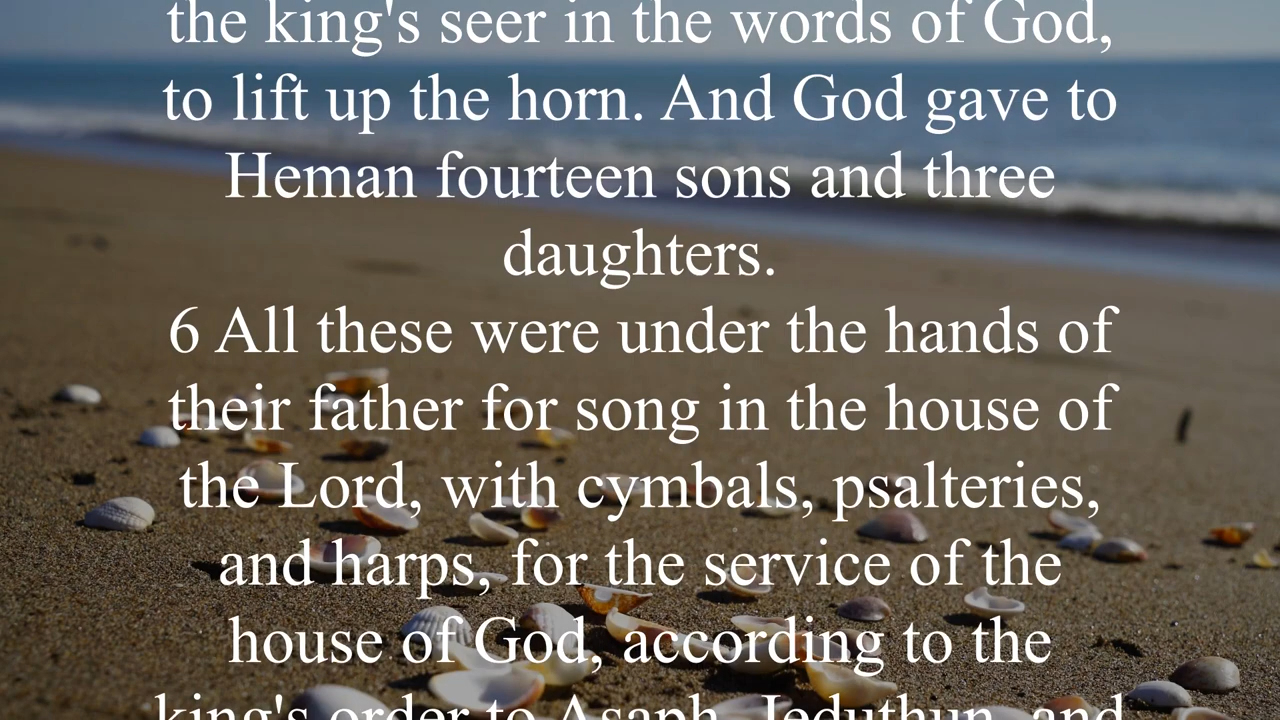 the king's seer in the words of God,
to lift up the horn. And God gave to
Heman fourteen sons and three
daughters.
6 All these were under the hands of
their father for song in the house of
the Lord, with cymbals, psalteries,
and harps, for the service of the
house of God, according to the
king's order to Asaph, Jeduthun, and